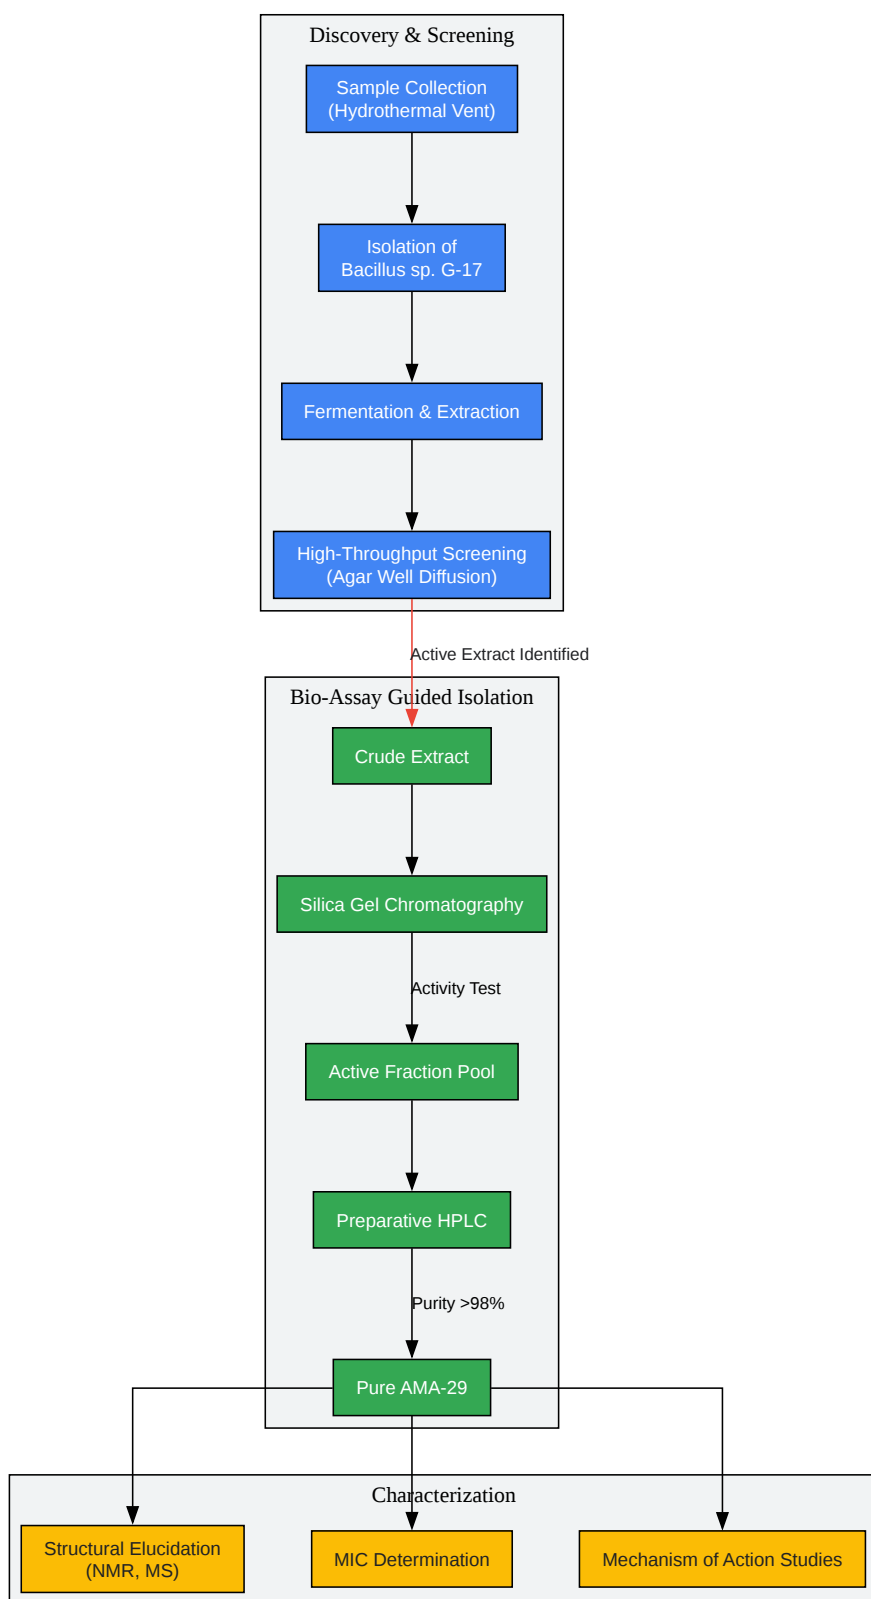 Discovery & Screening
Sample Collection
(Hydrothermal Vent)
Isolation of
Bacillus sp. G-17
Fermentation & Extraction
High-Throughput Screening
(Agar Well Diffusion)
Active Extract Identified
Bio-Assay Guided Isolation
Crude Extract
Silica Gel Chromatography
Activity Test
Active Fraction Pool
Preparative HPLC
Purity >98%
Pure AMA-29
Characterization
Structural Elucidation
(NMR, MS)
MIC Determination
Mechanism of Action Studies